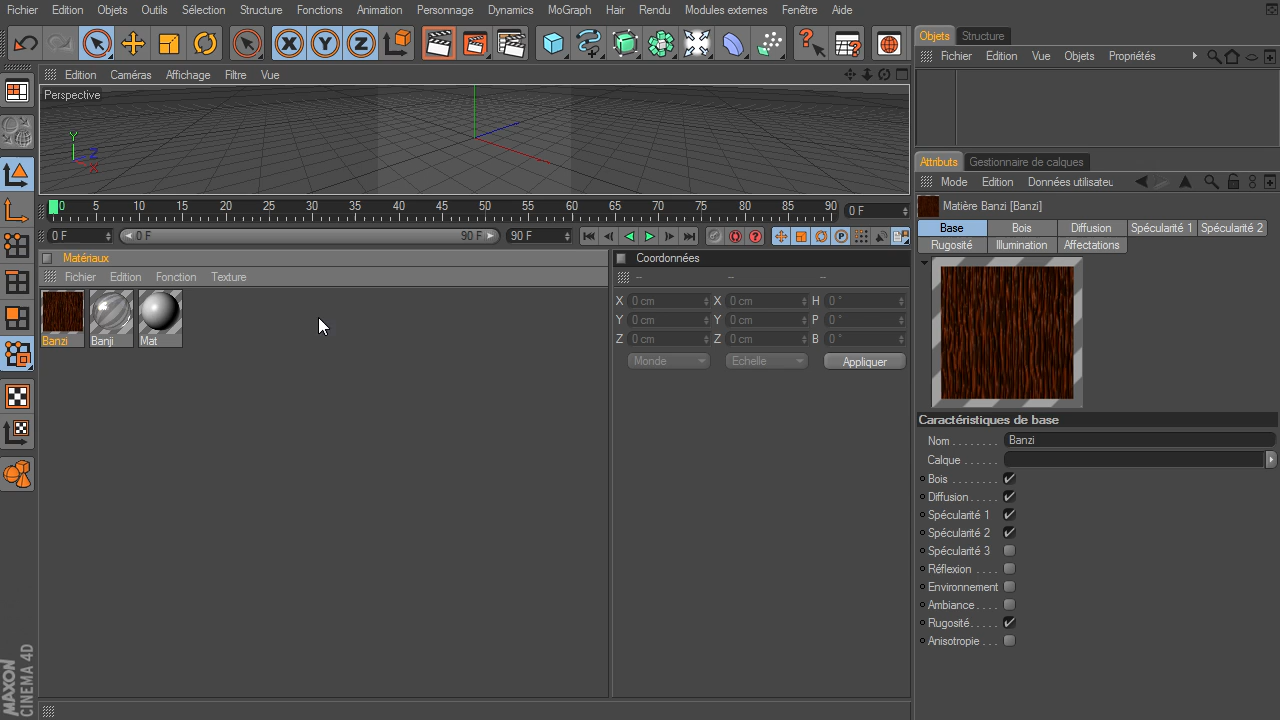 Fichier Edition Objets Outils Sélection Structure Fonctions Animation Personnage Dynamics MoGraph Hair Rendu Modules externes Fenêtre Aide
Objets Structure
Fichier Edition Vue Objets Propriétés
Edition Caméras Affichage Filtre Vue
Perspective
Y
Z
X
X Y Z
0 5 10 15 20 25 30 35 40 45 50 55 60 65 70 75 80 85 90 0 F
0 F 0 F 90 F 90 F
Matériaux
Fichier Edition Fonction Texture
Banzi Banji Mat
Coordonnées
-- -- --
X 0 cm X 0 cm H 0 °
Y 0 cm Y 0 cm P 0 °
Z 0 cm Z 0 cm B 0 °
Monde Echelle Appliquer
Attributs Gestionnaire de calques
Mode Edition Données utilisateu
Matière Banzi [Banzi]
Base Bois Diffusion Spécularité 1 Spécularité 2
Rugosité Illumination Affectations
Caractéristiques de base
Nom . . . . . . . . Banzi
Calque . . . . . .
Bois . . . . . . . .
Diffusion . . . . .
Spécularité 1
Spécularité 2
Spécularité 3
Réflexion . . . .
Environnement
Ambiance . . . .
Rugosité . . . . .
Anisotropie . . .
MAXON
CINEMA 4D